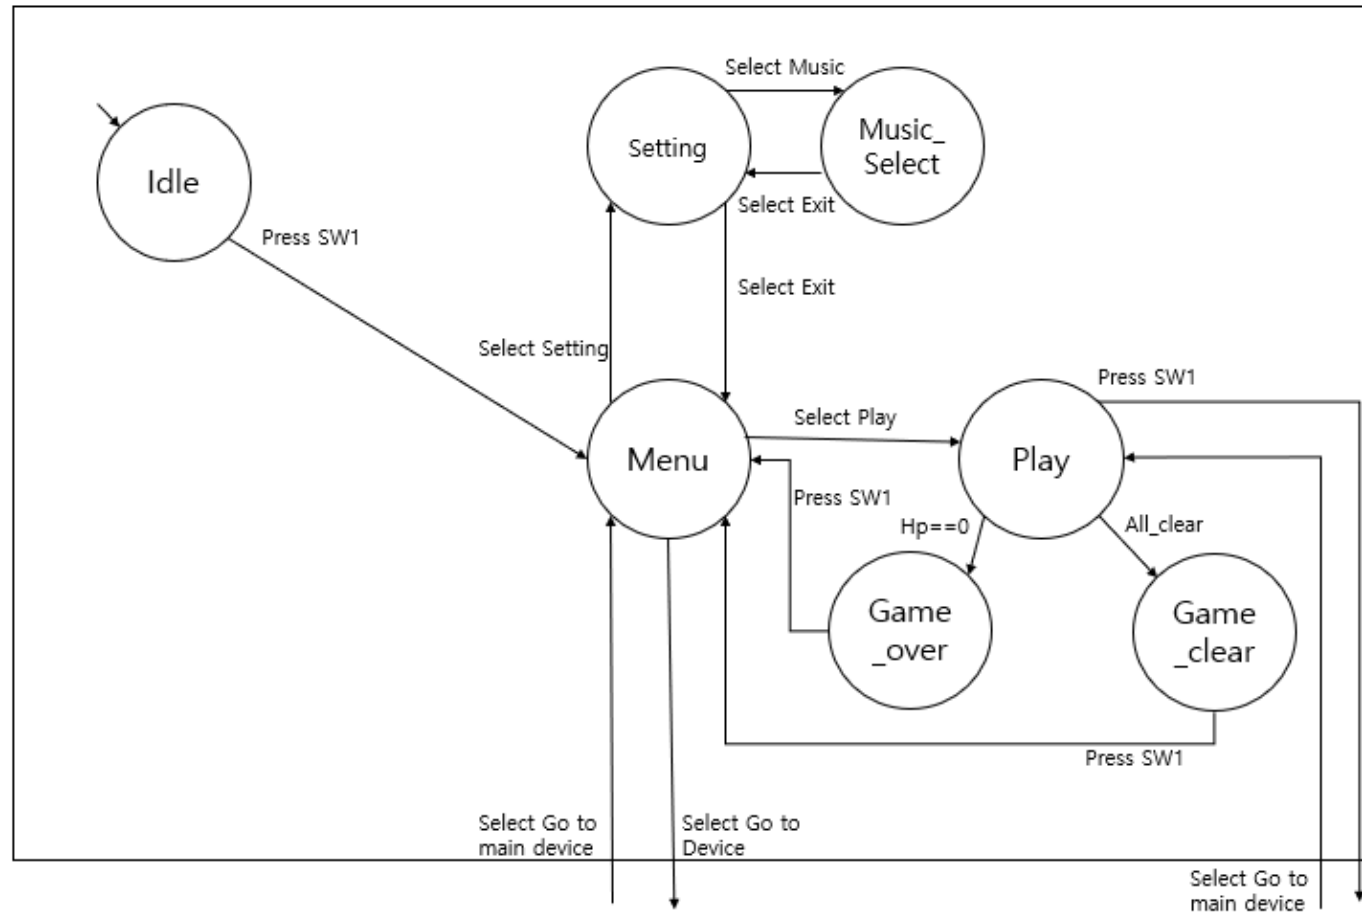 Select Music
Music_
Select
Setting
Idle
Select Exit
Press SW1
Select Exit
Select Setting
Press SW1
Select Play
Menu
Play
Press SW1
Hp==0
All_clear
Game
_over
Game
_clear
Press SW1
Select Go to
main device
Select Go to
Device
Select Go to
main device